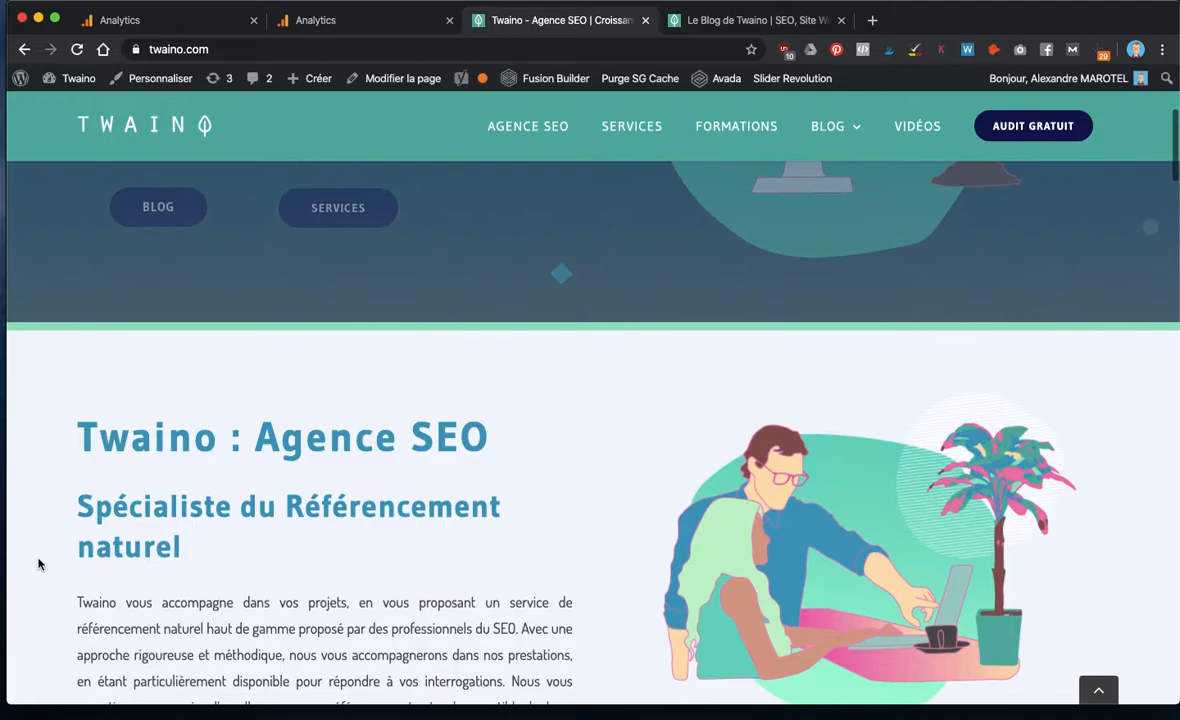 Analytics
Analytics
Twaino - Agence SEO | Croissan
Le Blog de Twaino | SEO, Site W
twaino.com
10
29
Twaino
Personnaliser
3
2
Créer
Modifier la page
Fusion Builder
Purge SG Cache
Avada
Slider Revolution
Bonjour, Alexandre MAROTEL
TWAINO
AGENCE SEO
SERVICES
FORMATIONS
BLOG
VIDÉOS
AUDIT GRATUIT
BLOG
SERVICES
Twaino : Agence SEO
Spécialiste du Référencement
naturel
Twaino vous accompagne dans vos projets, en vous proposant un service de
référencement naturel haut de gamme proposé par des professionnels du SEO. Avec une
approche rigoureuse et méthodique, nous vous accompagnerons dans nos prestations,
en étant particulièrement disponible pour répondre à vos interrogations. Nous vous